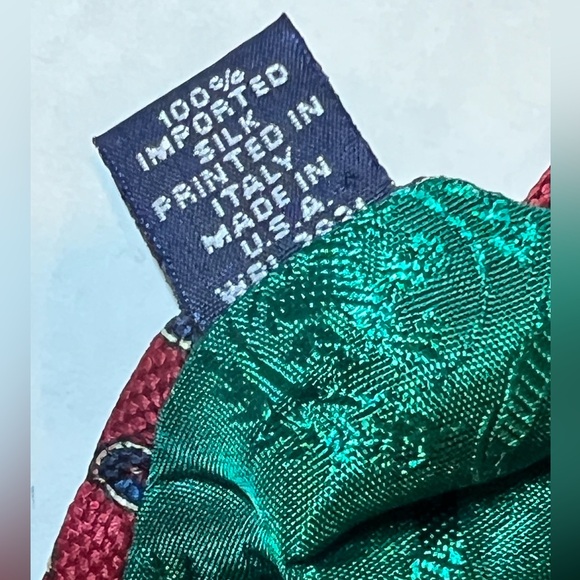 100%
IMPORTED
SILK
PRINTED IN
ITALY
MADE IN
U.S.A.